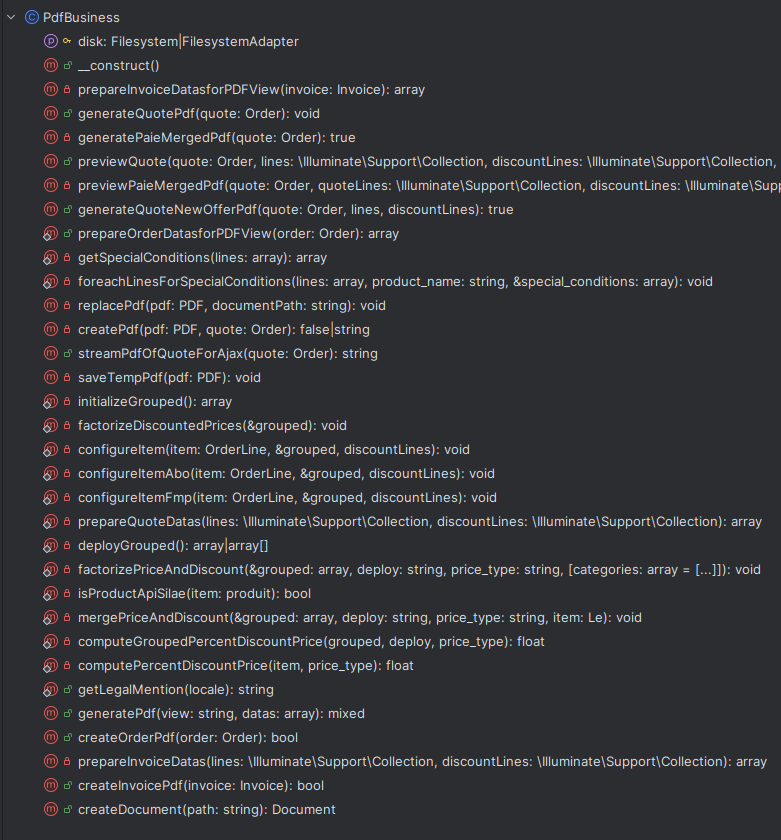 PdfBusiness
disk: Filesystem|FilesystemAdapter
__construct()
prepareInvoiceDatasforPDFView(invoice: Invoice): array
generateQuotePdf(quote: Order): void
generatePaieMergedPdf(quote: Order): true
previewQuote(quote: Order, lines: \Illuminate\Support\Collection, discountLines: \Illuminate\Support\Collection,
previewPaieMergedPdf(quote: Order, quoteLines: \Illuminate\Support\Collection, discountLines: \Illuminate\Supp
generateQuoteNewOfferPdf(quote: Order, lines, discountLines): true
prepareOrderDatasforPDFView(order: Order): array
getSpecialConditions(lines: array): array
foreachLinesForSpecialConditions(lines: array, product_name: string, &special_conditions: array): void
replacePdf(pdf: PDF, documentPath: string): void
createPdf(pdf: PDF, quote: Order): false|string
streamPdfOfQuoteForAjax(quote: Order): string
saveTempPdf(pdf: PDF): void
initializeGrouped(): array
factorizeDiscountedPrices(&grouped): void
configureItem(item: OrderLine, &grouped, discountLines): void
configureItemAbo(item: OrderLine, &grouped, discountLines): void
configureItemFmp(item: OrderLine, &grouped, discountLines): void
prepareQuoteDatas(lines: \Illuminate\Support\Collection, discountLines: \Illuminate\Support\Collection): array
deployGrouped(): array|array[]
factorizePriceAndDiscount(&grouped: array, deploy: string, price_type: string, [categories: array = [...]]): void
isProductApiSilae(item: produit): bool
mergePriceAndDiscount(&grouped: array, deploy: string, price_type: string, item: Le): void
computeGroupedPercentDiscountPrice(grouped, deploy, price_type): float
computePercentDiscountPrice(item, price_type): float
getLegalMention(locale): string
generatePdf(view: string, datas: array): mixed
createOrderPdf(order: Order): bool
prepareInvoiceDatas(lines: \Illuminate\Support\Collection, discountLines: \Illuminate\Support\Collection): array
createInvoicePdf(invoice: Invoice): bool
createDocument(path: string): Document